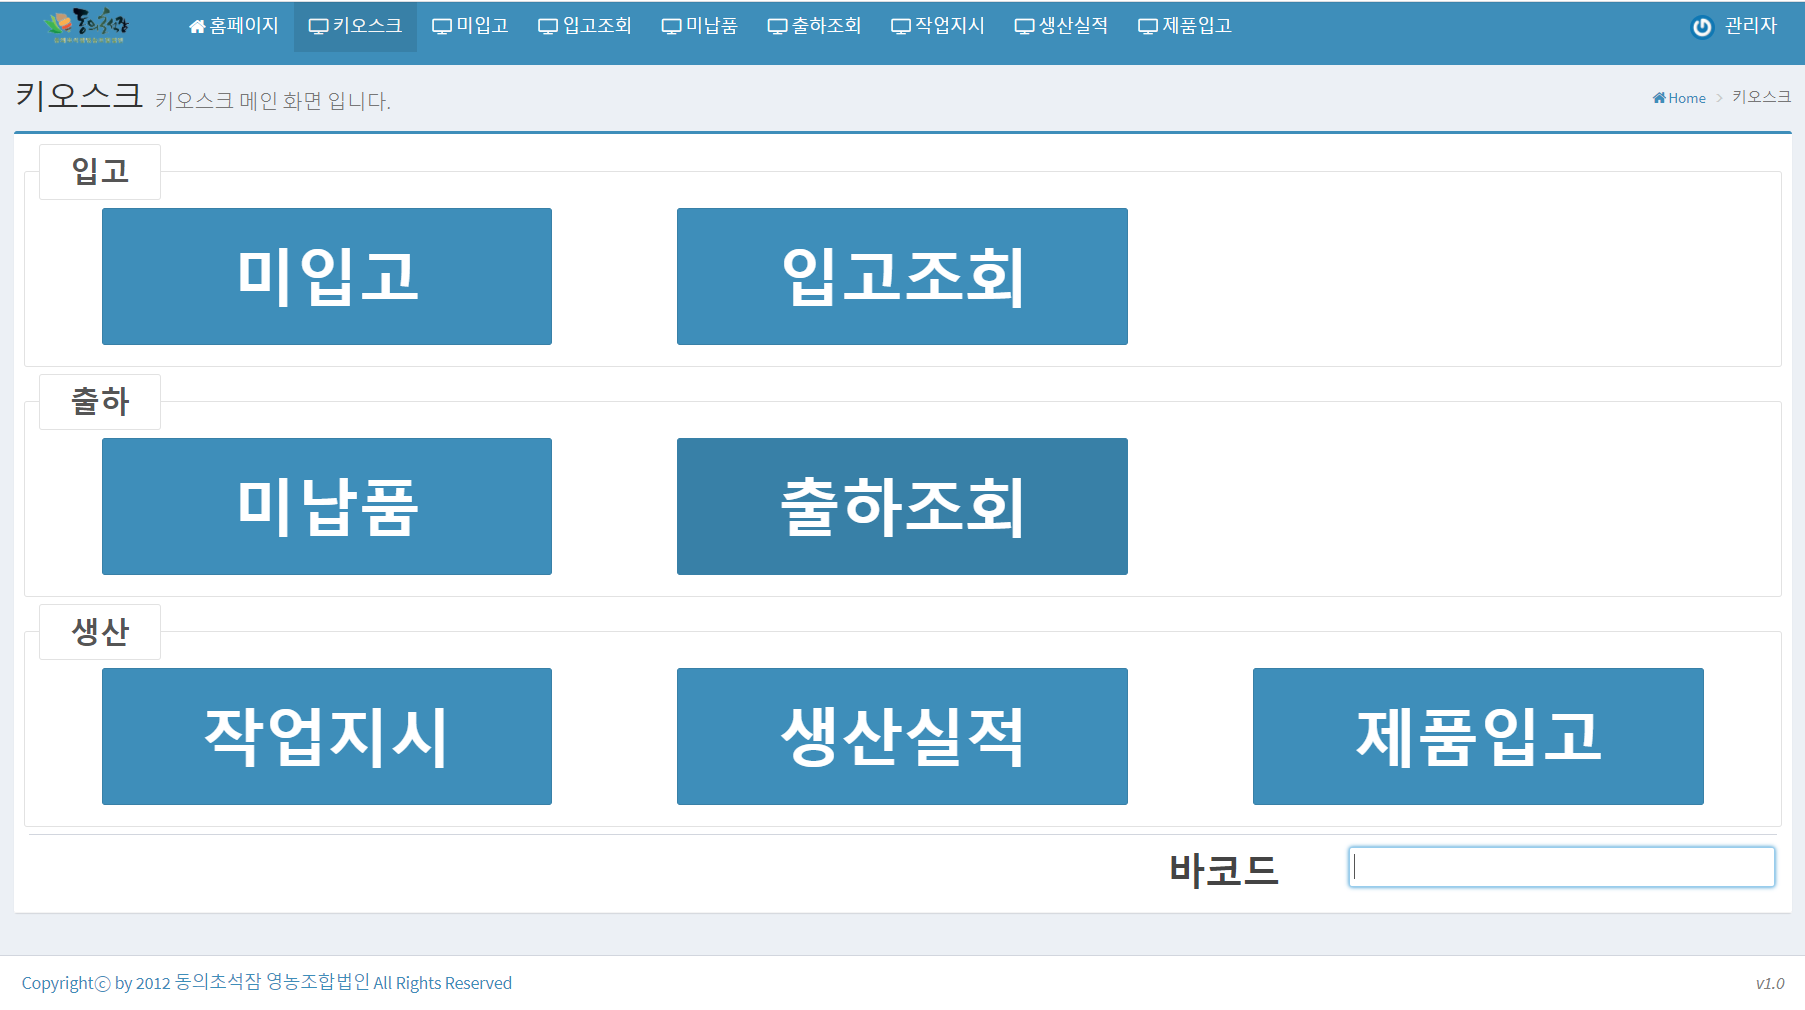 홈페이지 키오스크 미입고 입고조회 미납품 출하조회 작업지시 생산실적 제품입고 관리자
키오스크 키오스크 메인 화면 입니다.
Home > 키오스크
입고
미입고 입고조회
출하
미납품 출하조회
생산
작업지시 생산실적 제품입고
바코드
Copyrightⓒ by 2012 동의초석잠 영농조합법인 All Rights Reserved
v1.0